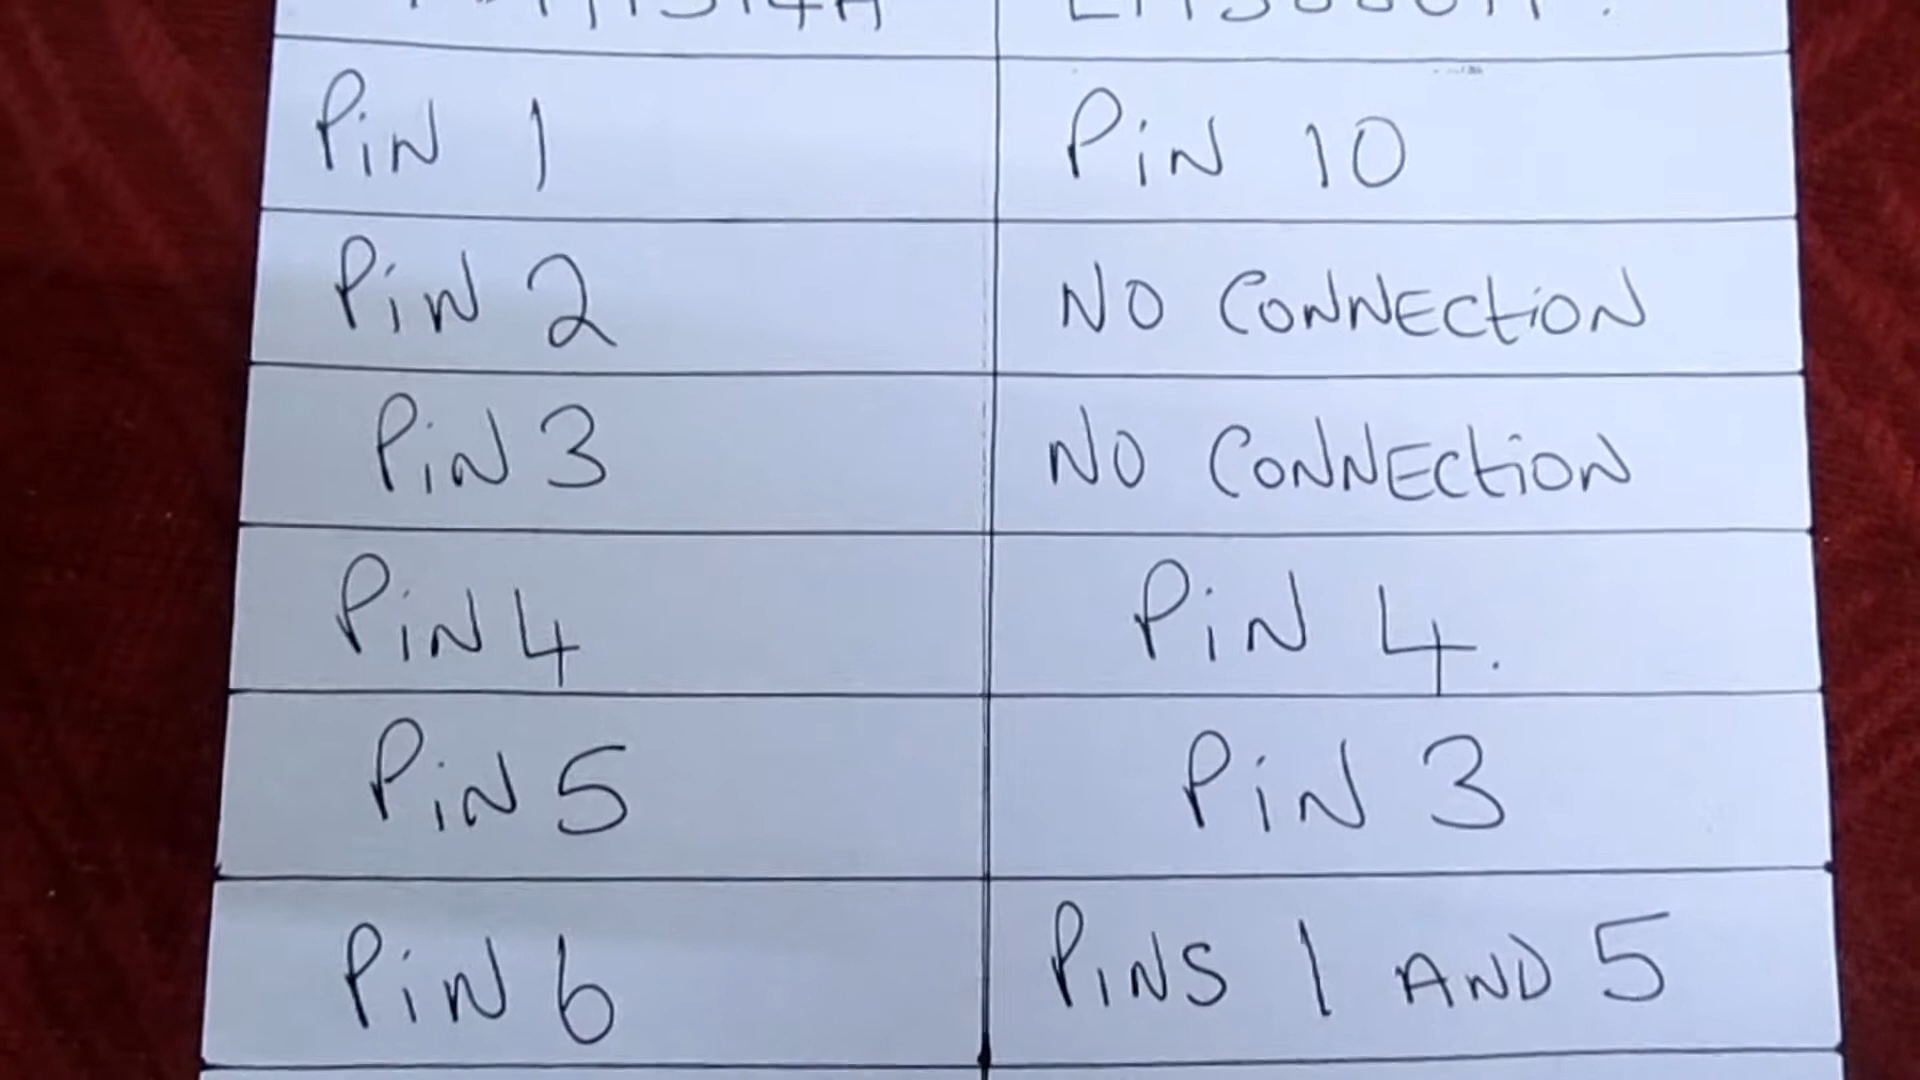 PiN 1 PiN 10
PiN 2 NO CONNECtiON
PiN 3 NO CONNECtiON
PiN 4 PiN 4.
PiN 5 PiN 3
PiN 6 PiNS 1 AND 5